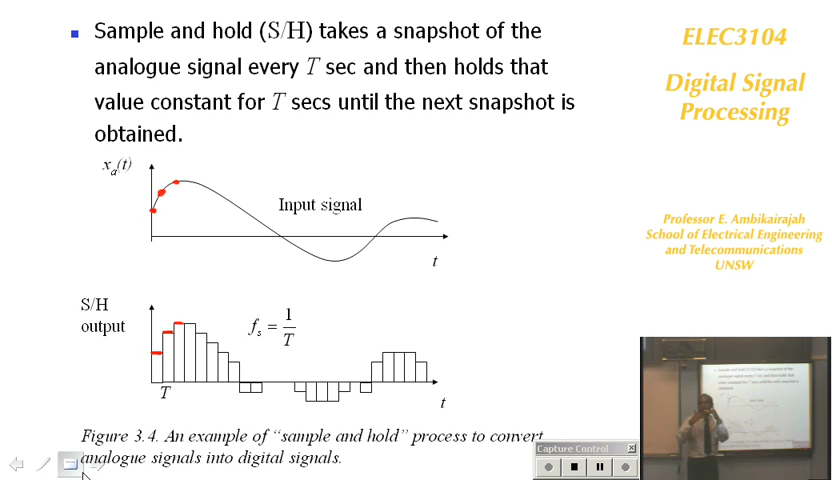 Sample and hold (S/H) takes a snapshot of the
analogue signal every T sec and then holds that
value constant for T secs until the next snapshot is
obtained.
xa(t)
Input signal
t
S/H
output
fs = 1/T
T
t
Figure 3.4. An example of “sample and hold” process to convert
analogue signals into digital signals.
ELEC3104
Digital Signal
Processing
Professor E. Ambikairajah
School of Electrical Engineering
and Telecommunications
UNSW
Capture Control